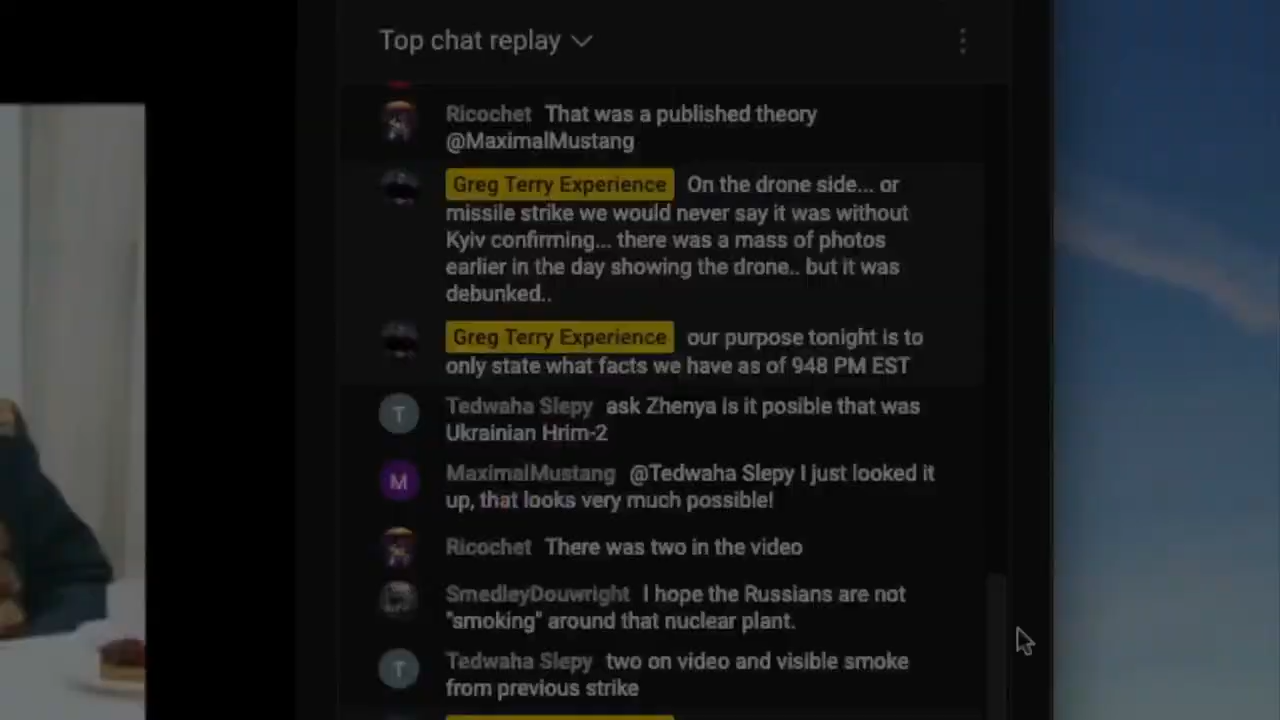 Top chat replay
Ricochet That was a published theory
@MaximalMustang
Greg Terry Experience On the drone side... or
missile strike we would never say it was without
Kyiv confirming... there was a mass of photos
earlier in the day showing the drone.. but it was
debunked..
Greg Terry Experience our purpose tonight is to
only state what facts we have as of 948 PM EST
T
Tedwaha Slepy ask Zhenya is it posible that was
Ukrainian Hrim-2
M
MaximalMustang @Tedwaha Slepy I just looked it
up, that looks very much possible!
Ricochet There was two in the video
SmedleyDouwright I hope the Russians are not
"smoking" around that nuclear plant.
T
Tedwaha Slepy two on video and visible smoke
from previous strike